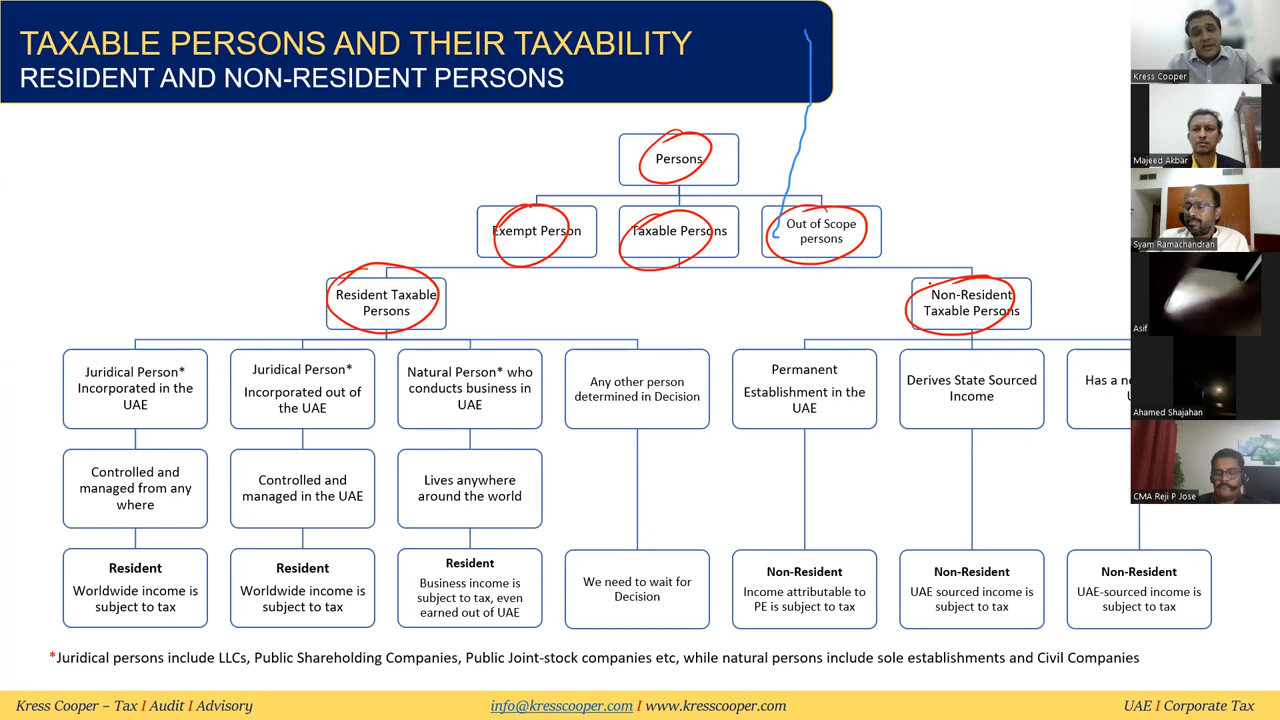 TAXABLE PERSONS AND THEIR TAXABILITY
RESIDENT AND NON-RESIDENT PERSONS
Persons
Exempt Person
Taxable Persons
Out of Scope
persons
Resident Taxable
Persons
Non-Resident
Taxable Persons
Juridical Person*
Incorporated in the
UAE
Juridical Person*
Incorporated out of
the UAE
Natural Person* who
conducts business in
UAE
Any other person
determined in Decision
Permanent
Establishment in the
UAE
Derives State Sourced
Income
Has a
Controlled and
managed from any
where
Controlled and
managed in the UAE
Lives anywhere
around the world
Resident
Worldwide income is
subject to tax
Resident
Worldwide income is
subject to tax
Resident
Business income is
subject to tax, even
earned out of UAE
We need to wait for
Decision
Non-Resident
Income attributable to
PE is subject to tax
Non-Resident
UAE sourced income is
subject to tax
Non-Resident
UAE-sourced income is
subject to tax
*Juridical persons include LLCs, Public Shareholding Companies, Public Joint-stock companies etc, while natural persons include sole establishments and Civil Companies
Kress Cooper – Tax I Audit I Advisory
info@kresscooper.com I www.kresscooper.com
UAE I Corporate Tax
Kress Cooper
Majeed Akbar
Syam Ramachandran
Asif
Ahamed Shajahan
CMA Reji P Jose